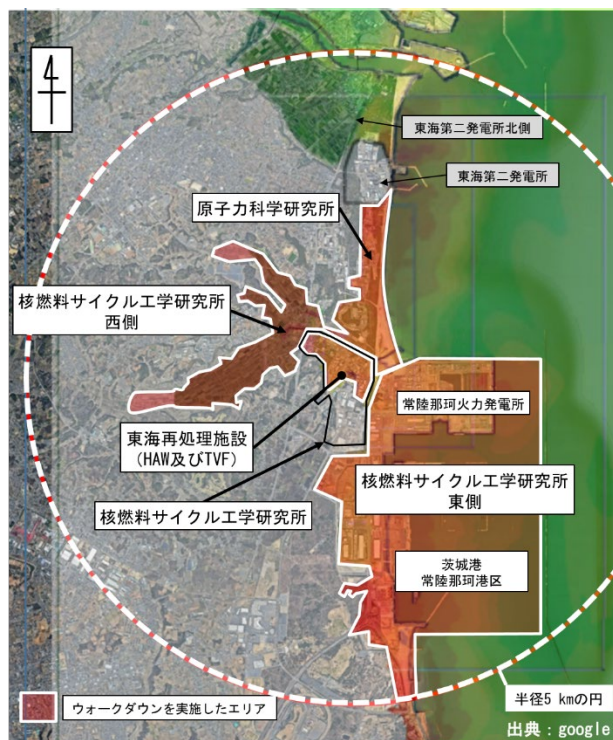 東海第二発電所北側
東海第二発電所
原子力科学研究所
核燃料サイクル工学研究所
西側
常陸那珂火力発電所
東海再処理施設
(HAW及びTVF)
核燃料サイクル工学研究所
東側
核燃料サイクル工学研究所
茨城港
常陸那珂港区
半径5 kmの円
ウォークダウンを実施したエリア
出典:google